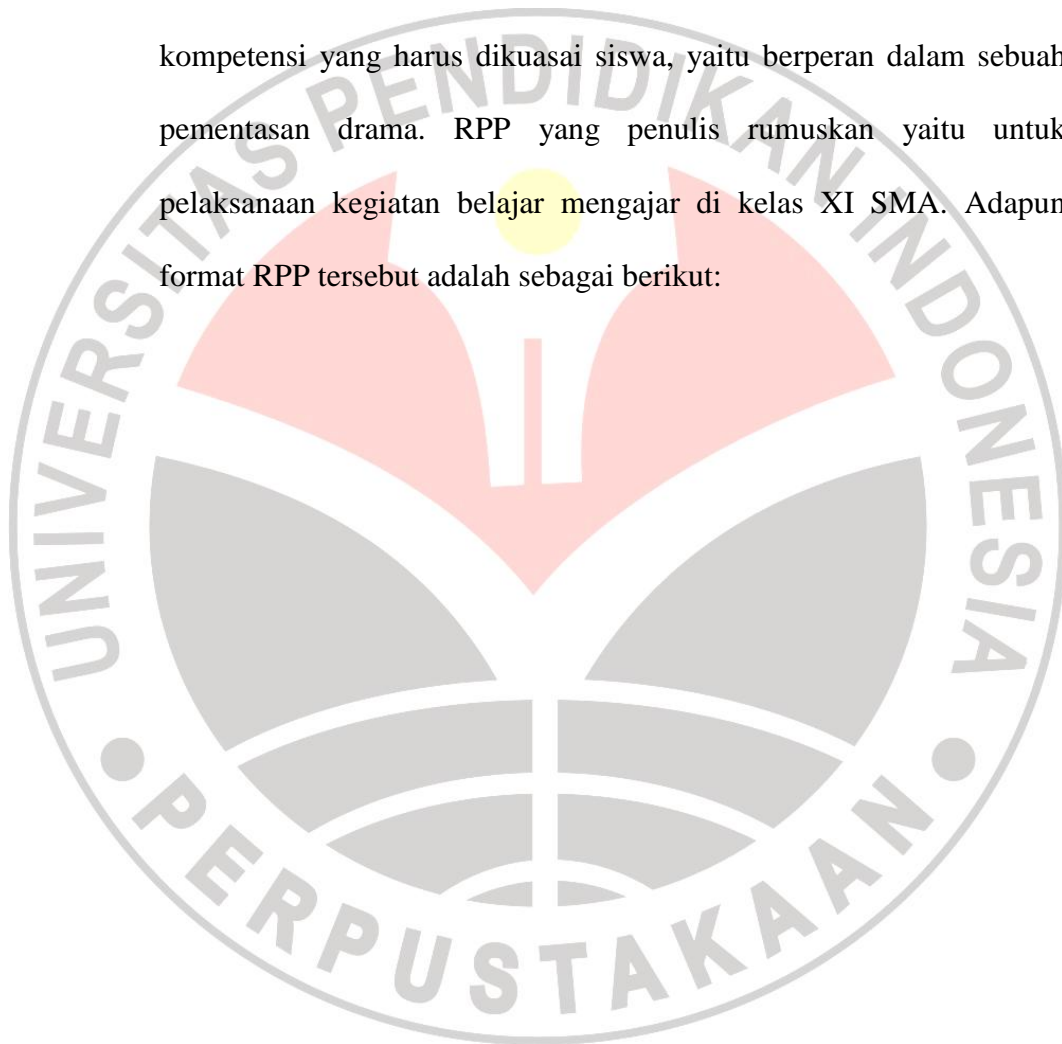 kompetensi yang harus dikuasai siswa, yaitu berperan dalam sebuah
pementasan drama. RPP yang penulis rumuskan yaitu untuk
pelaksanaan kegiatan belajar mengajar di kelas XI SMA. Adapun
format RPP tersebut adalah sebagai berikut:
UNIVERSITAS PENDIDIKAN INDONESIA
PERPUSTAKAAN